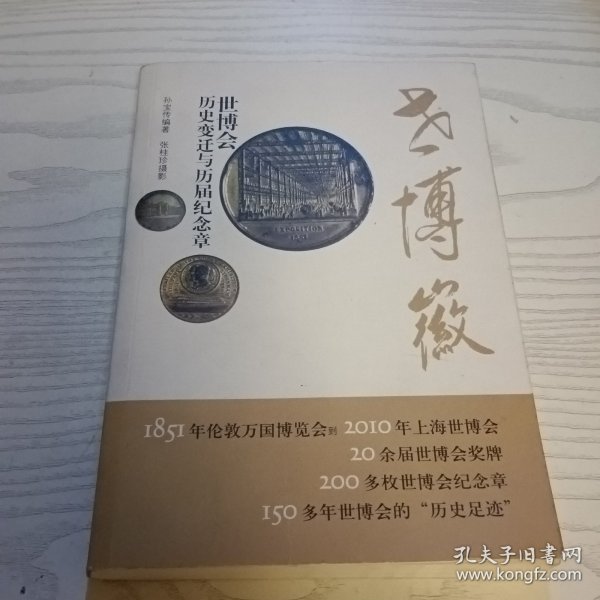 世博徽
世博会
历史变迁与历届纪念章
孙宝传编著 张柱珍摄影
EXPOSITION
1851
1851年伦敦万国博览会到2010年上海世博会
20余届世博会奖牌
200多枚世博会纪念章
150多年世博会的“历史足迹”
孔夫子旧书网
www.kongfz.com